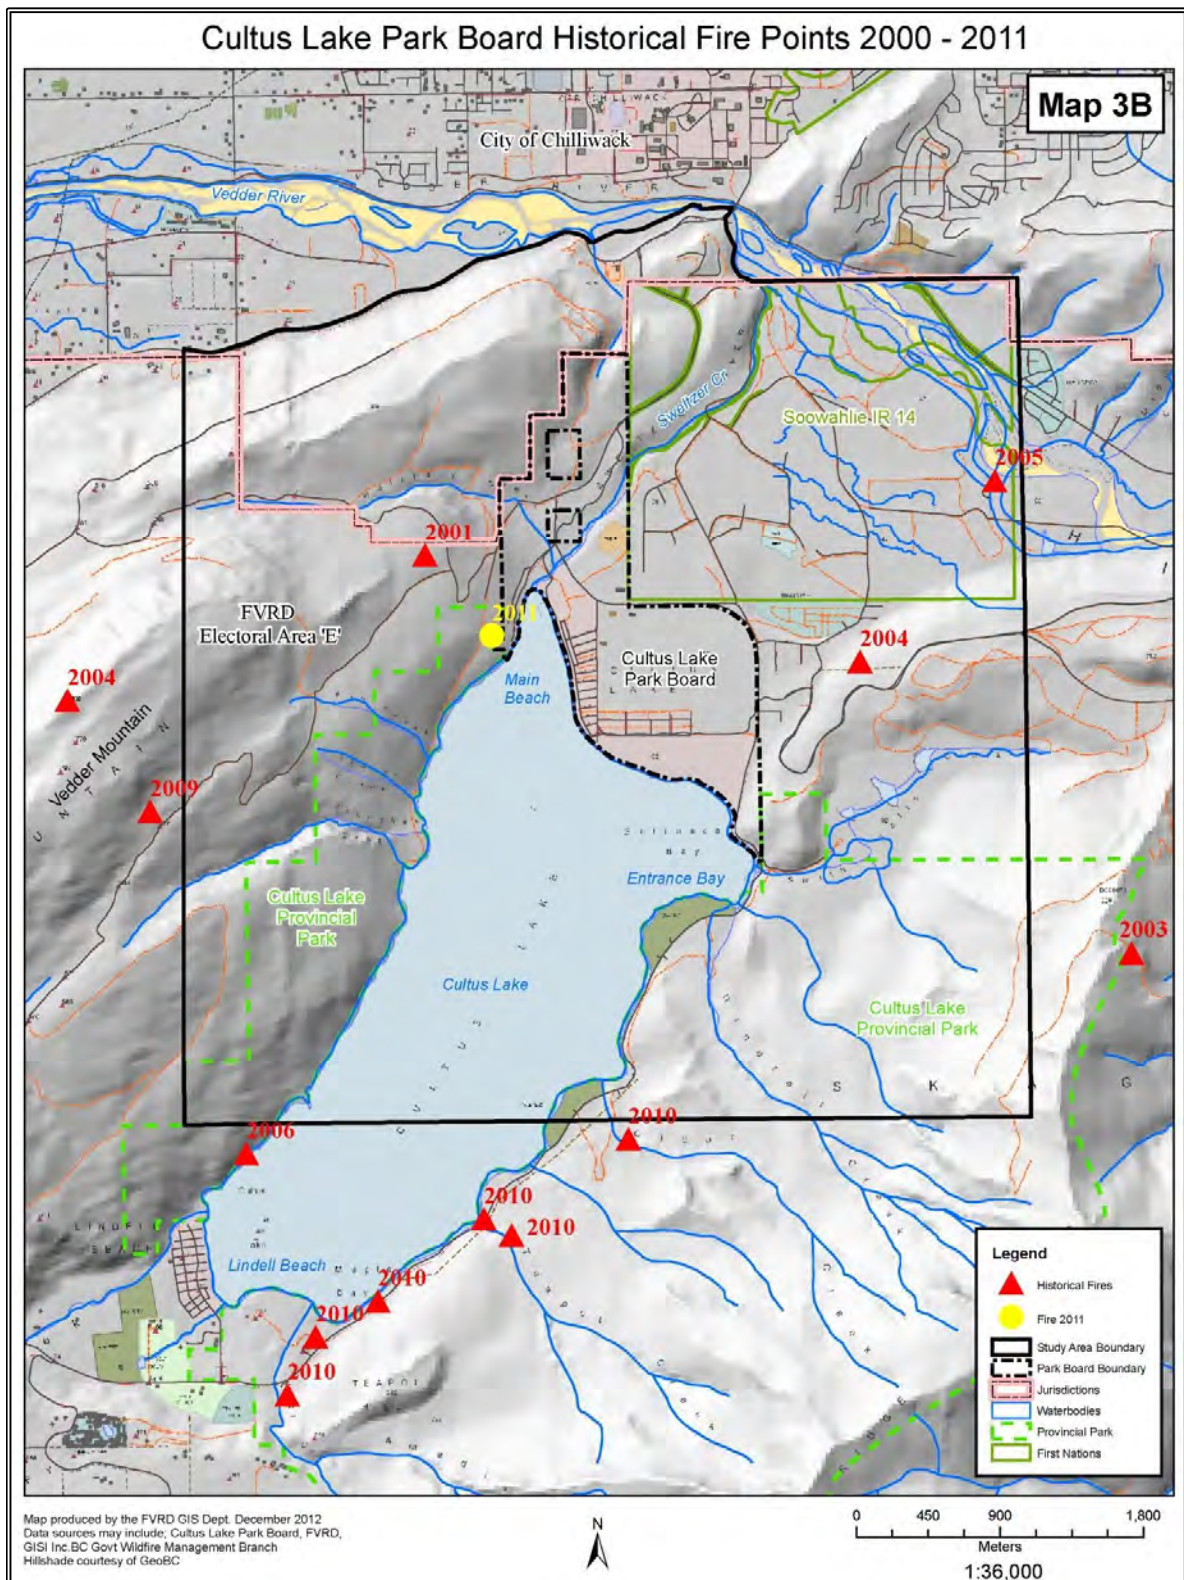 Cultus Lake Park Board Historical Fire Points 2000 - 2011
Map 3B
City of Chilliwack
Vedder River
Sweltzer Cr
Soowahlie IR 14
2005
2001
FVRD
Electoral Area 'E'
2011
2004
Cultus Lake
Park Board
Main
Beach
2004
Vedder Mountain
2009
Entrance Bay
Cultus Lake
Provincial
Park
2003
Cultus Lake
Cultus Lake
Provincial Park
2010
2006
2010
2010
Lindell Beach
2010
2010
2010
TEAPOT
Legend
Historical Fires
Fire 2011
Study Area Boundary
Park Board Boundary
Jurisdictions
Waterbodies
Provincial Park
First Nations
Map produced by the FVRD GIS Dept. December 2012
Data sources may include; Cultus Lake Park Board, FVRD,
GISI Inc.BC Govt Wildfire Management Branch
Hillshade courtesy of GeoBC
N
0 450 900 1,800
Meters
1:36,000